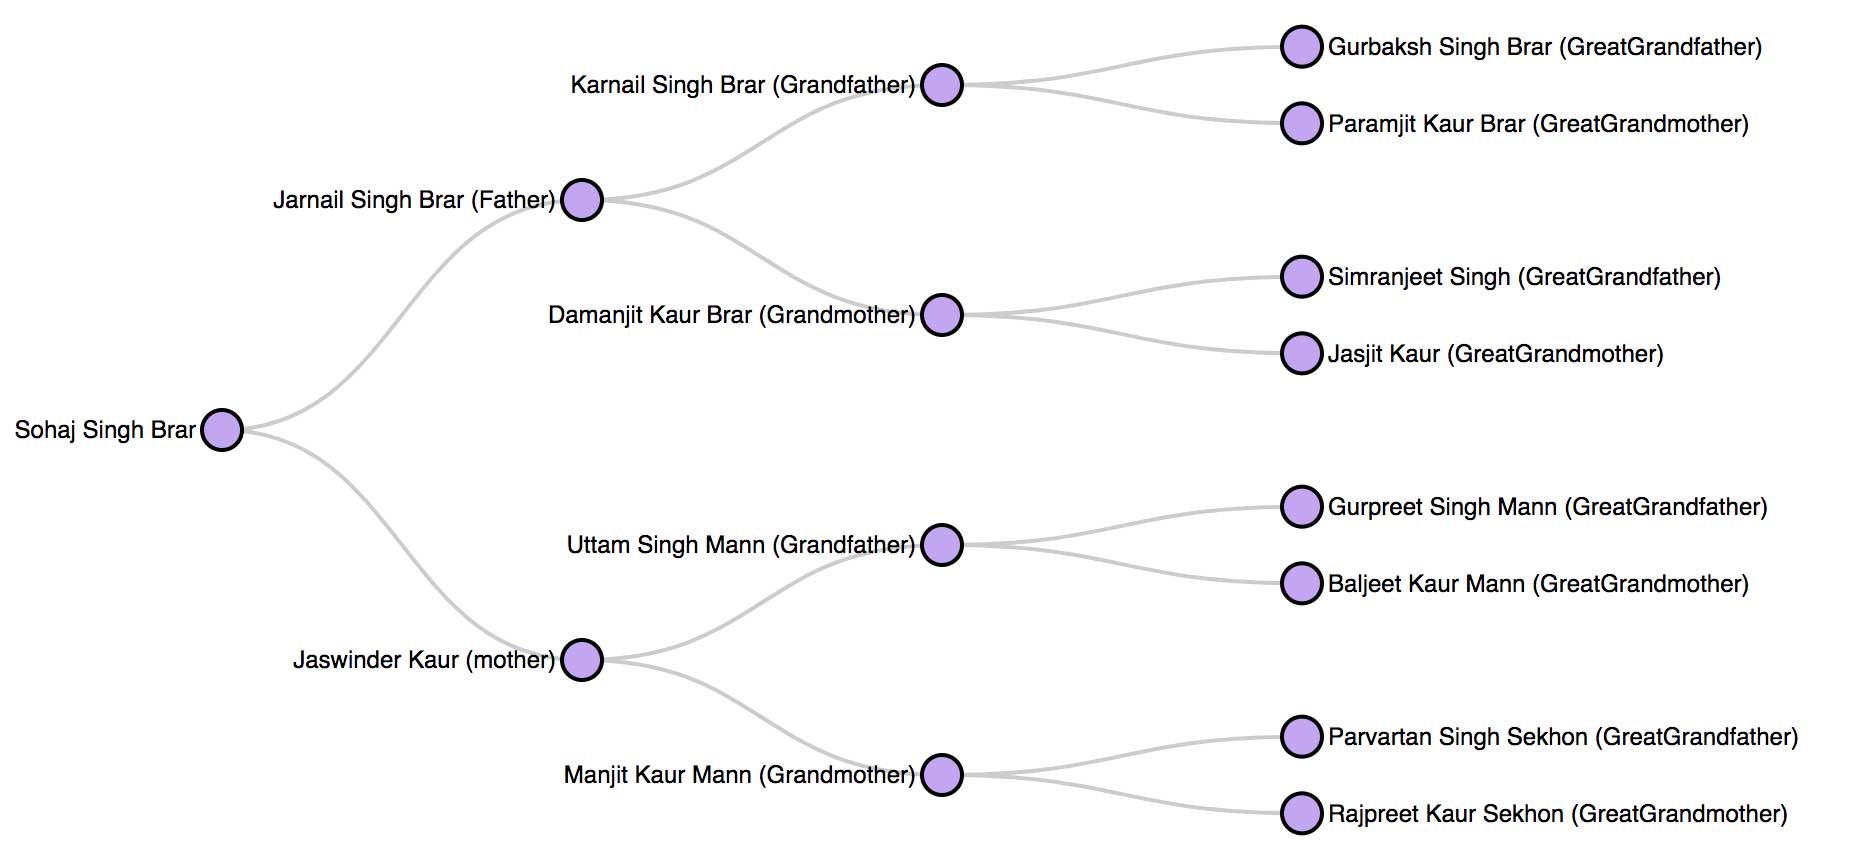 Gurbaksh Singh Brar (GreatGrandfather)
Karnail Singh Brar (Grandfather)
Paramjit Kaur Brar (GreatGrandmother)
Jarnail Singh Brar (Father)
Simranjeet Singh (GreatGrandfather)
Damanjit Kaur Brar (Grandmother)
Jasjit Kaur (GreatGrandmother)
Sohaj Singh Brar
Gurpreet Singh Mann (GreatGrandfather)
Uttam Singh Mann (Grandfather)
Baljeet Kaur Mann (GreatGrandmother)
Jaswinder Kaur (mother)
Parvartan Singh Sekhon (GreatGrandfather)
Manjit Kaur Mann (Grandmother)
Rajpreet Kaur Sekhon (GreatGrandmother)